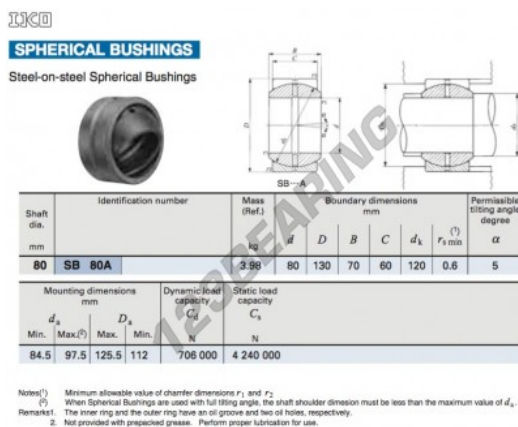 IKO
SPHERICAL BUSHINGS
Steel-on-steel Spherical Bushings
B
C
D
d
SB…A
123BEARING
Shaft dia. mm
Identification number
Mass (Ref.) kg
Boundary dimensions mm
d D B C dk rs min (1)
Permissible tilting angle degree α
80 SB 80A 3.98 80 130 70 60 120 0.6 5
Mounting dimensions mm
da Da
Min. Max.(2) Max. Min.
Dynamic load capacity Cd N
Static load capacity Cs N
84.5 97.5 125.5 112 706 000 4 240 000
Notes(1) Minimum allowable value of chamfer dimensions r1 and r2
(2) When Spherical Bushings are used with full tilting angle, the shaft shoulder dimesion must be less than the maximum value of da.
Remarks1. The inner ring and the outer ring have an oil groove and two oil holes, respectively.
2. Not provided with prepacked grease. Perform proper lubrication for use.